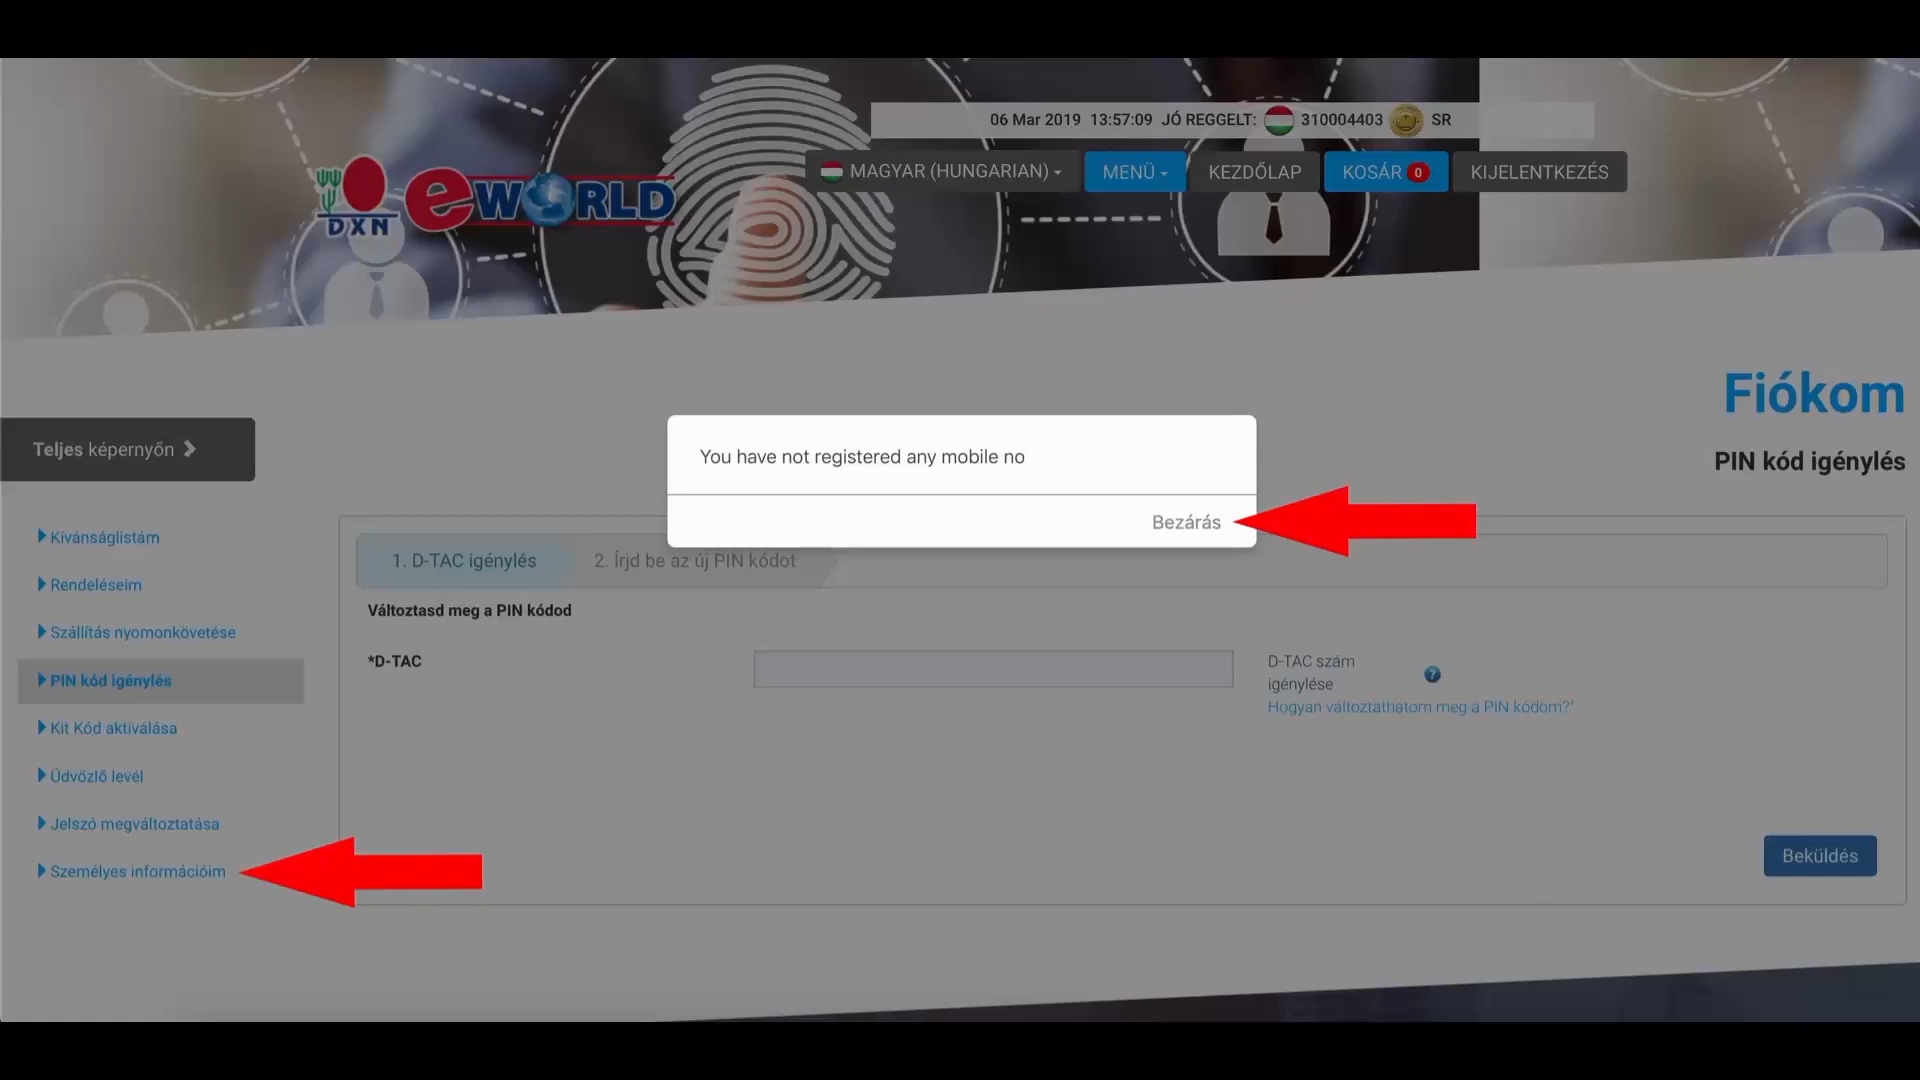 06 Mar 2019 13:57:09 JÓ REGGELT: 310004403 SR
MAGYAR (HUNGARIAN)
MENÜ
KEZDŐLAP
KOSÁR 0
KIJELENTKEZÉS
DXN eWORLD
Fiókom
PIN kód igénylés
Teljes képernyőn
You have not registered any mobile no
Bezárás
Kívánságlistám
Rendeléseim
Szállítás nyomonkövetése
PIN kód igénylés
Kit Kód aktiválása
Üdvözlő levél
Jelszó megváltoztatása
Személyes információim
1. D-TAC igénylés
2. Írjd be az új PIN kódot
Változtasd meg a PIN kódod
*D-TAC
D-TAC szám
igénylése
?
Hogyan változtathatom meg a PIN kódom?"
Beküldés